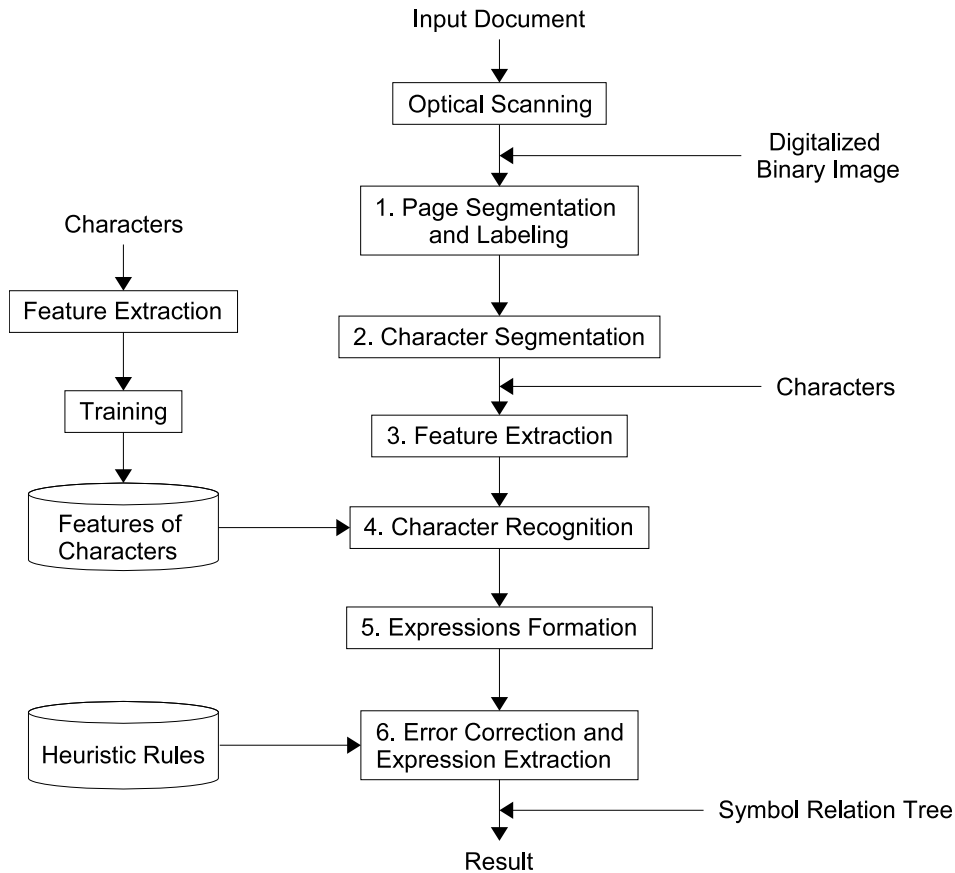 Input Document
Optical Scanning
Digitalized
Binary Image
1. Page Segmentation
and Labeling
Characters
Feature Extraction
2. Character Segmentation
Characters
Training
3. Feature Extraction
Features of
Characters
4. Character Recognition
5. Expressions Formation
Heuristic Rules
6. Error Correction and
Expression Extraction
Symbol Relation Tree
Result